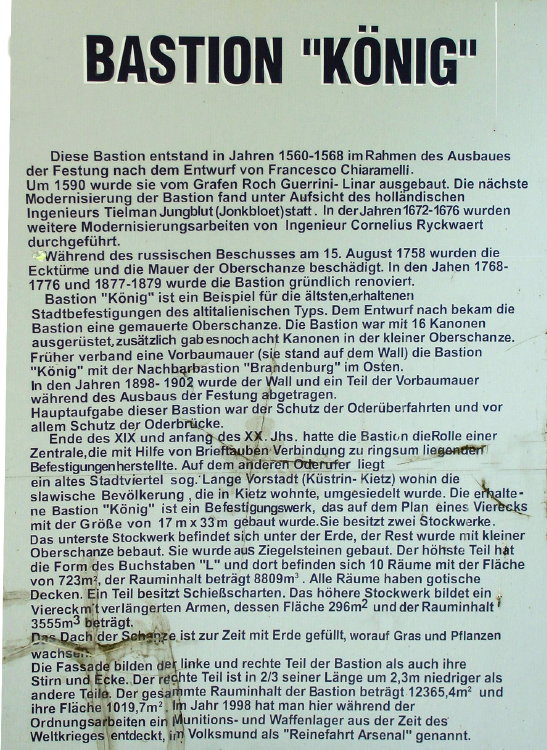 BASTION "KÖNIG"
Diese Bastion entstand in Jahren 1560-1568 im Rahmen des Ausbaues
der Festung nach dem Entwurf von Francesco Chiaramelli.
Um 1590 wurde sie vom Grafen Roch Guerrini- Linar ausgebaut. Die nächste
Modernisierung der Bastion fand unter Aufsicht des holländischen
Ingenieurs Tielman Jungblut (Jonkbloet) statt. In der Jahren 1672-1676 wurden
weitere Modernisierungsarbeiten von Ingenieur Cornelius Ryckwaert
durchgeführt.
Während des russischen Beschusses am 15. August 1758 wurden die
Ecktürme und die Mauer der Oberschanze beschädigt. In den Jahen 1768-
1776 und 1877-1879 wurde die Bastion gründlich renoviert.
Bastion "König" ist ein Beispiel für die ältsten,erhaltenen
Stadtbefestigungen des altitalienischen Typs. Dem Entwurf nach bekam die
Bastion eine gemauerte Oberschanze. Die Bastion war mit 16 Kanonen
ausgerüstet,zusätzlich gab es noch acht Kanonen in der kleiner Oberschanze.
Früher verband eine Vorbaumauer (sie stand auf dem Wall) die Bastion
"König" mit der Nachbarbastion "Brandenburg" im Osten.
In den Jahren 1898- 1902 wurde der Wall und ein Teil der Vorbaumauer
während des Ausbaus der Festung abgetragen.
Hauptaufgabe dieser Bastion war der Schutz der Oderüberfahrten und vor
allem Schutz der Oderbrücke.
Ende des XIX und anfang des XX. Jhs. hatte die Bastion die Rolle einer
Zentrale,die mit Hilfe von Brieftauben Verbindung zu ringsum liegenden
Befestigungen herstellte. Auf dem anderen Oderufer liegt
ein altes Stadtviertel sog. Lange Vorstadt (Küstrin- Kietz) wohin die
slawische Bevölkerung , die in Kietz wohnte, umgesiedelt wurde. Die erhalte-
ne Bastion "König" ist ein Befestigungswerk, das auf dem Plan eines Vierecks
mit der Größe von 17 m x 33 m gebaut wurde.Sie besitzt zwei Stockwerke.
Das unterste Stockwerk befindet sich unter der Erde, der Rest wurde mit kleiner
Oberschanze bebaut. Sie wurde aus Ziegelsteinen gebaut. Der höhste Teil hat
die Form des Buchstaben "L" und dort befinden sich 10 Räume mit der Fläche
von 723m², der Rauminhalt beträgt 8809m³ . Alle Räume haben gotische
Decken. Ein Teil besitzt Schießscharten. Das höhere Stockwerk bildet ein
Viereck mit verlängerten Armen, dessen Fläche 296m² und der Rauminhalt
3555m³ beträgt.
Das Dach der Schanze ist zur Zeit mit Erde gefüllt, worauf Gras und Pflanzen
wachsen.
Die Fassade bilden der linke und rechte Teil der Bastion als auch ihre
Stirn und Ecke. Der rechte Teil ist in 2/3 seiner Länge um 2,3m niedriger als
andere Teile. Der gesammte Rauminhalt der Bastion beträgt 12365,4m² und
ihre Fläche 1019,7m². Im Jahr 1998 hat man hier während der
Ordnungsarbeiten ein Munitions- und Waffenlager aus der Zeit des
Weltkrieges entdeckt, im Volksmund als "Reinefahrt Arsenal" genannt.